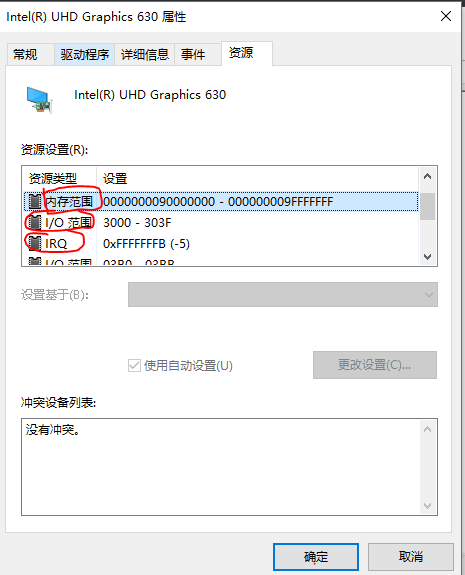 Intel(R) UHD Graphics 630 属性
常规 驱动程序 详细信息 事件 资源
Intel(R) UHD Graphics 630
资源设置(R):
资源类型 设置
内存范围 0000000090000000 - 000000009FFFFFFF
I/O 范围 3000 - 303F
IRQ 0xFFFFFFFB (-5)
I/O 范围 03B0 - 03BB
设置基于(B):
使用自动设置(U) 更改设置(C)...
冲突设备列表:
没有冲突。
确定 取消